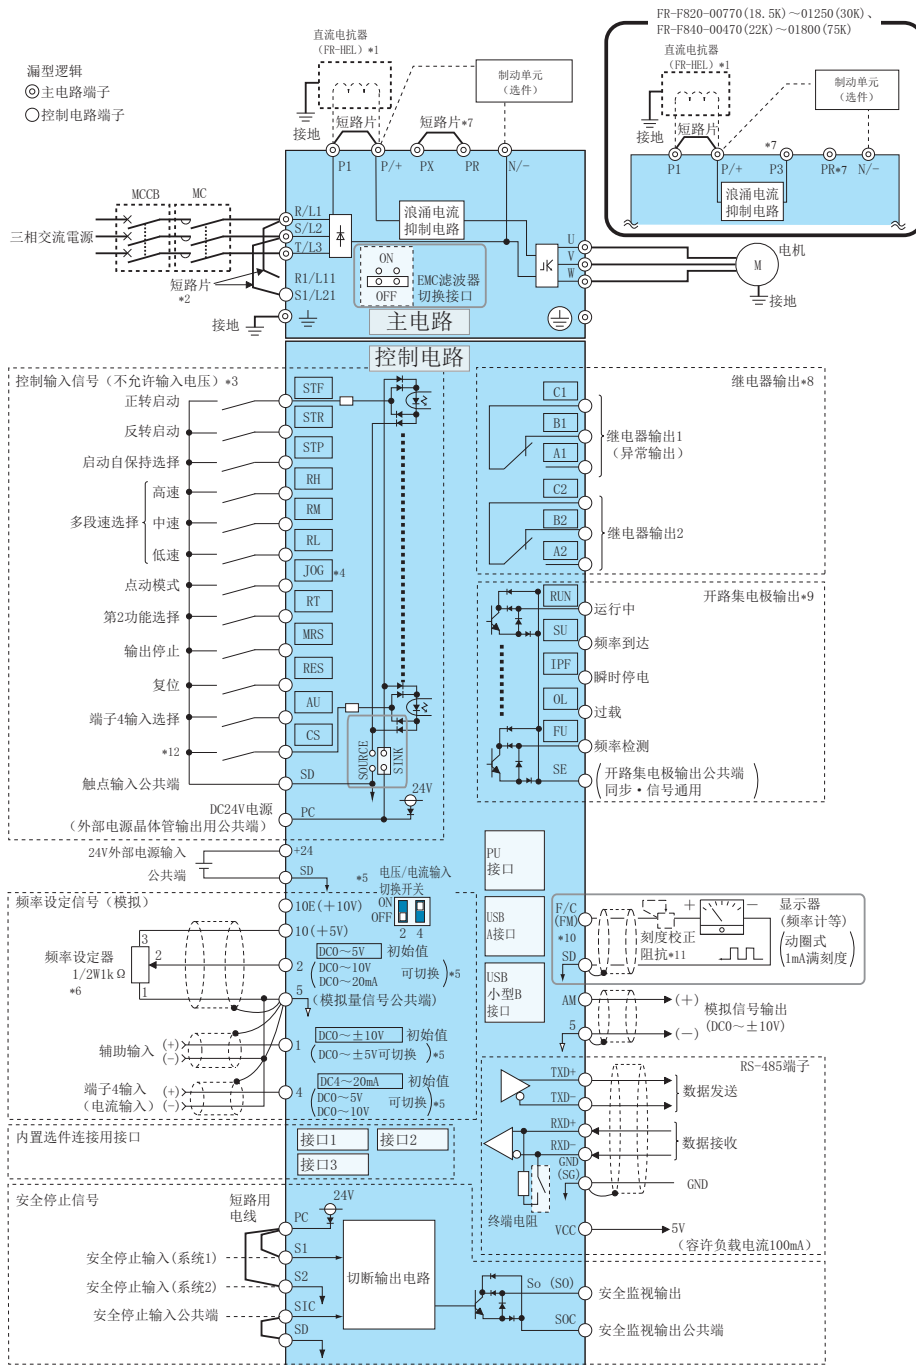 FR-F820-00770(18.5K)～01250(30K)、
FR-F840-00470(22K)～01800(75K)
直流电抗器
(FR-HEL) *1
制动单元
(选件)
接地
短路片
*7
P1
P/+
P3
PR*7
N/-
浪涌电流
抑制电路
漏型逻辑
主电路端子
控制电路端子
直流电抗器
(FR-HEL) *1
制动单元
(选件)
接地
短路片
短路片*7
P1
P/+
PX
PR
N/-
MCCB
MC
三相交流電源
R/L1
S/L2
T/L3
R1/L11
S1/L21
短路片
*2
接地
浪涌电流
抑制电路
ON
OFF
EMC滤波器
切换接口
U
V
W
M
电机
接地
主电路
控制电路
控制输入信号（不允许输入电压）*3
正转启动
STF
反转启动
STR
启动自保持选择
STP
多段速选择
高速
RH
中速
RM
低速
RL
点动模式
JOG
*4
第2功能选择
RT
输出停止
MRS
复位
RES
端子4输入选择
AU
*12
CS
触点输入公共端
SD
SOURCE
SINK
24V
DC24V电源
(外部电源晶体管输出用公共端)
PC
24V外部电源输入
+24
公共端
SD
继电器输出*8
C1
B1
A1
继电器输出1
(异常输出)
C2
B2
A2
继电器输出2
开路集电极输出*9
RUN
运行中
SU
频率到达
IPF
瞬时停电
OL
过载
FU
频率检测
SE
(开路集电极输出公共端
同步・信号通用)
PU
接口
USB
A接口
USB
小型B
接口
*5
电压/电流输入
切换开关
ON
OFF
2 4
频率设定信号（模拟）
10E(＋10V)
10(＋5V)
频率设定器
1/2W1kΩ
*6
3
2
1
2
DC0～5V
初始值
(DC0～10V
DC0～20mA
可切换)*5
5
(模拟量信号公共端)
辅助输入
(+)
(-)
1
DC0～±10V
初始值
(DC0～±5V可切换)*5
端子4输入
(电流输入)
(+)
(-)
4
DC4～20mA
初始值
(DC0～5V
DC0～10V
可切换)*5
F/C
(FM)
*10
SD
刻度校正
阻抗*11
+
-
显示器
(频率计等)
(动圈式
1mA满刻度)
AM
(+)
5
(-)
模拟信号输出
(DC0～±10V)
RS-485端子
TXD+
TXD-
数据发送
RXD+
RXD-
数据接收
GND
(SG)
GND
终端电阻
VCC
5V
(容许负载电流100mA)
内置选件连接用接口
接口1
接口2
接口3
安全停止信号
短路用
电线
PC
24V
安全停止输入(系统1)
S1
安全停止输入(系统2)
S2
安全停止输入公共端
SIC
SD
切断输出电路
So (SO)
安全监视输出
SOC
安全监视输出公共端